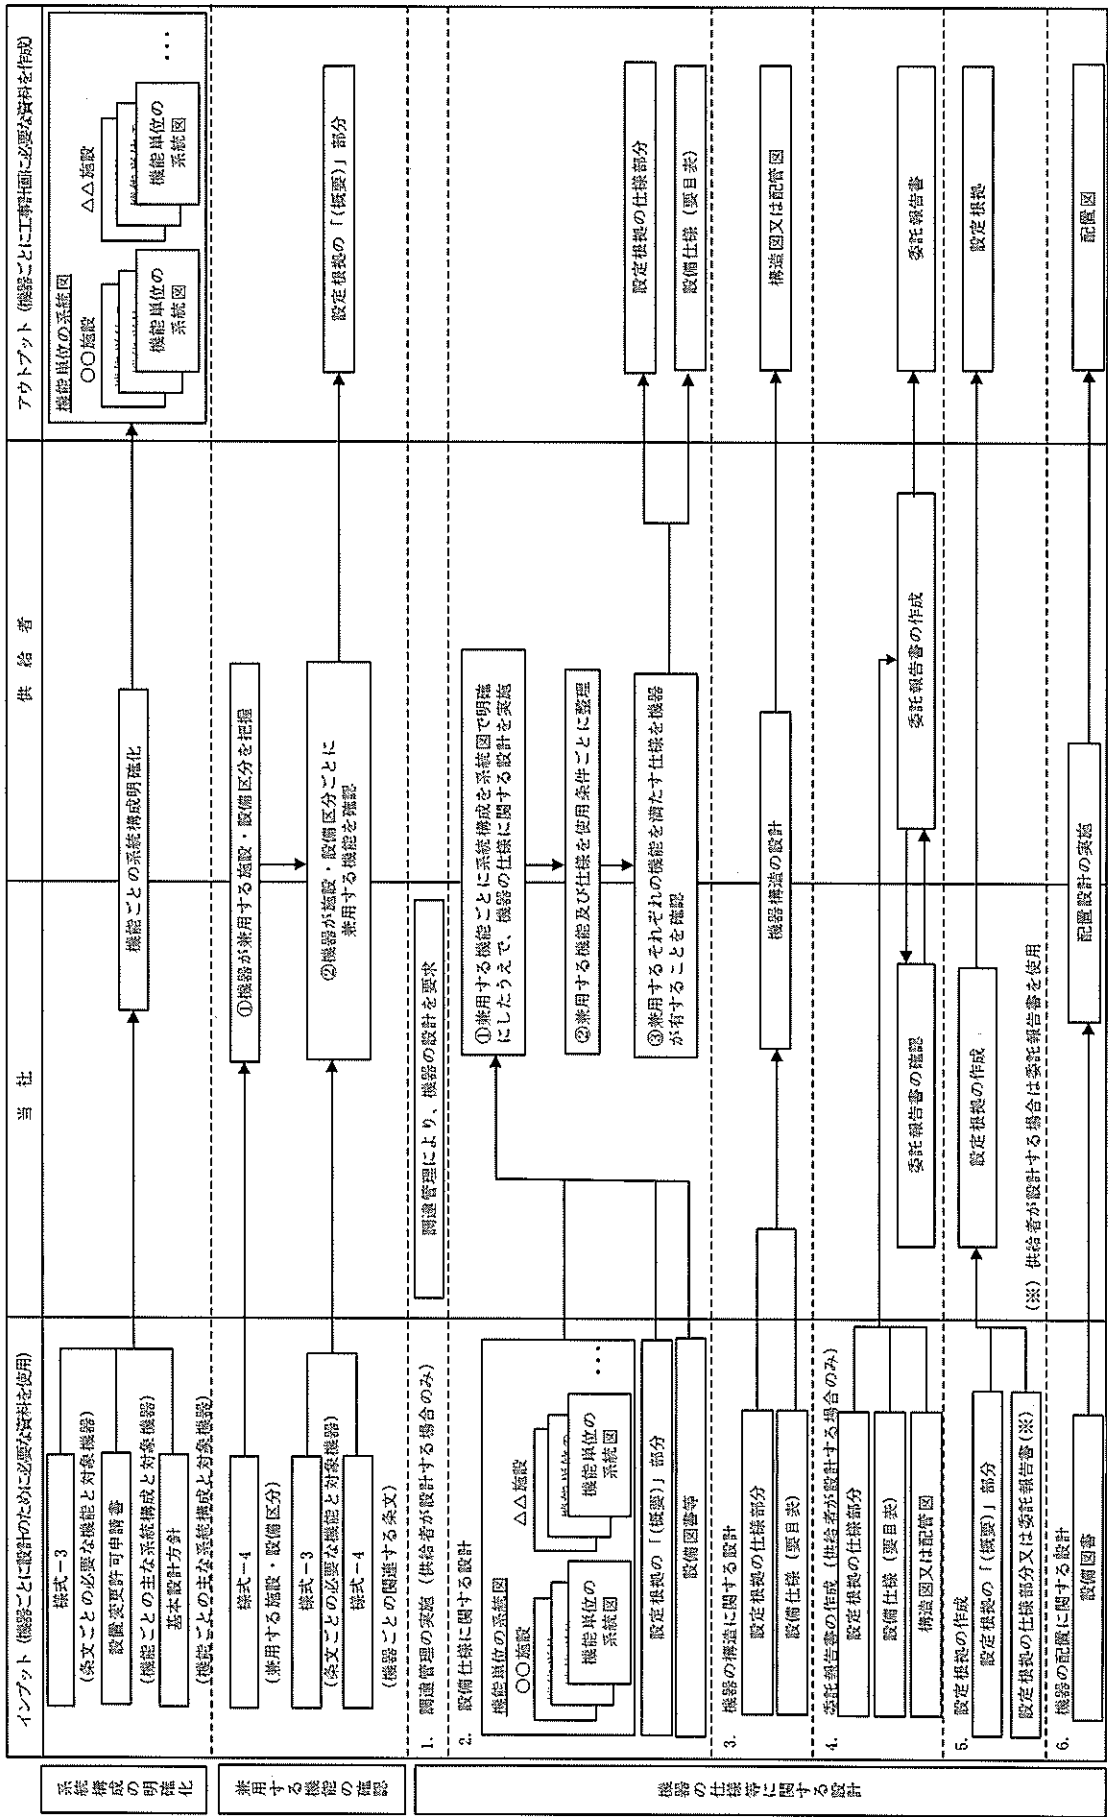 インプット（機器ごとに設計のために必要な資料を使用）
当　社
供　給　者
アウトプット（機器ごとに工事計画に必要な資料を作成）
系統構成の明確化
様式－3
（条文ごとの必要な機能と対象機器）
設置変更許可申請書
（機能ごとの主な系統構成と対象機器）
基本設計方針
（機能ごとの主な系統構成と対象機器）
機能ごとの系統構成明確化
機能単位の系統図
○○施設
機能単位の
系統図
△△施設
機能単位の
系統図
…
兼用する機能の確認
様式－4
（兼用する施設・設備区分）
様式－3
（条文ごとの必要な機能と対象機器）
様式－4
（機器ごとの関連する条文）
①機器が兼用する施設・設備区分を把握
②機器が施設・設備区分ごとに
兼用する機能を確認
設定根拠の「（概要）」部分
機器の仕様等に関する設計
1.　調達管理の実施（供給者が設計する場合のみ）
調達管理により、機器の設計を要求
2.　設備仕様に関する設計
機能単位の系統図
○○施設
機能単位の
系統図
△△施設
機能単位の
系統図
…
設定根拠の「（概要）」部分
設備図書等
①兼用する機能ごとに系統構成を系統図で明確
にしたうえで、機器の仕様に関する設計を実施
②兼用する機能及び仕様を使用条件ごとに整理
③兼用するそれぞれの機能を満たす仕様を機器
が有することを確認
設定根拠の仕様部分
設備仕様（要目表）
3.　機器の構造に関する設計
設定根拠の仕様部分
設備仕様（要目表）
機器構造の設計
構造図又は配管図
4.　委託報告書の作成（供給者が設計する場合のみ）
設定根拠の仕様部分
設備仕様（要目表）
構造図又は配管図
委託報告書の確認
委託報告書の作成
委託報告書
5.　設定根拠の作成
設定根拠の「（概要）」部分
設定根拠の仕様部分又は委託報告書(※)
設定根拠の作成
設定根拠
（※）供給者が設計する場合は委託報告書を使用
6.　機器の配置に関する設計
設備図書
配置設計の実施
配置図